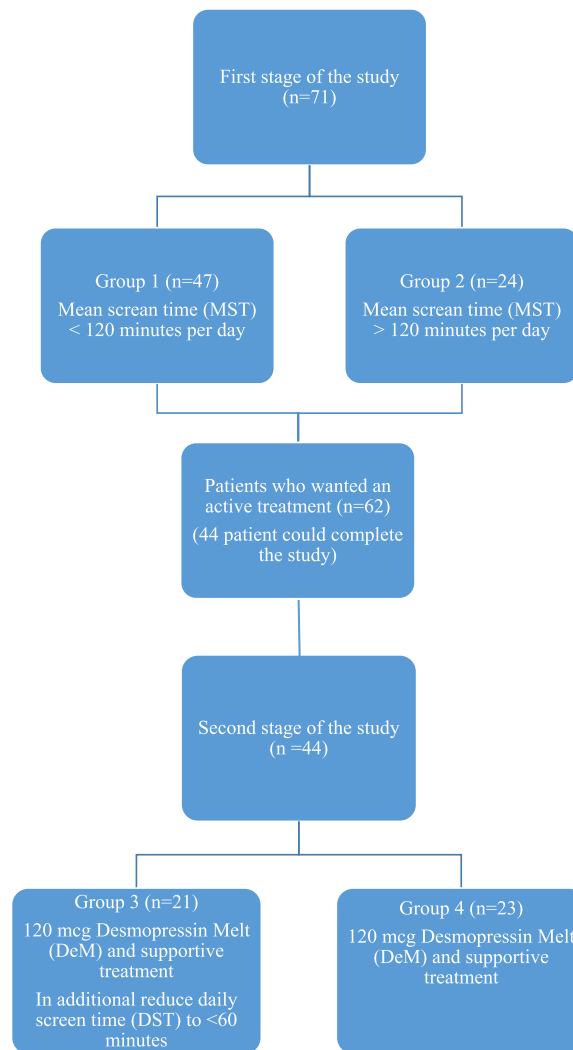 First stage of the study
(n=71)
Group 1 (n=47)
Mean screan time (MST)
< 120 minutes per day
Group 2 (n=24)
Mean screan time (MST)
> 120 minutes per day
Patients who wanted an
active treatment (n=62)
(44 patient could complete
the study)
Second stage of the study
(n =44)
Group 3 (n=21)
120 mcg Desmopressin Melt
(DeM) and supportive
treatment
In additional reduce daily
screen time (DST) to <60
minutes
Group 4 (n=23)
120 mcg Desmopressin Melt
(DeM) and supportive
treatment